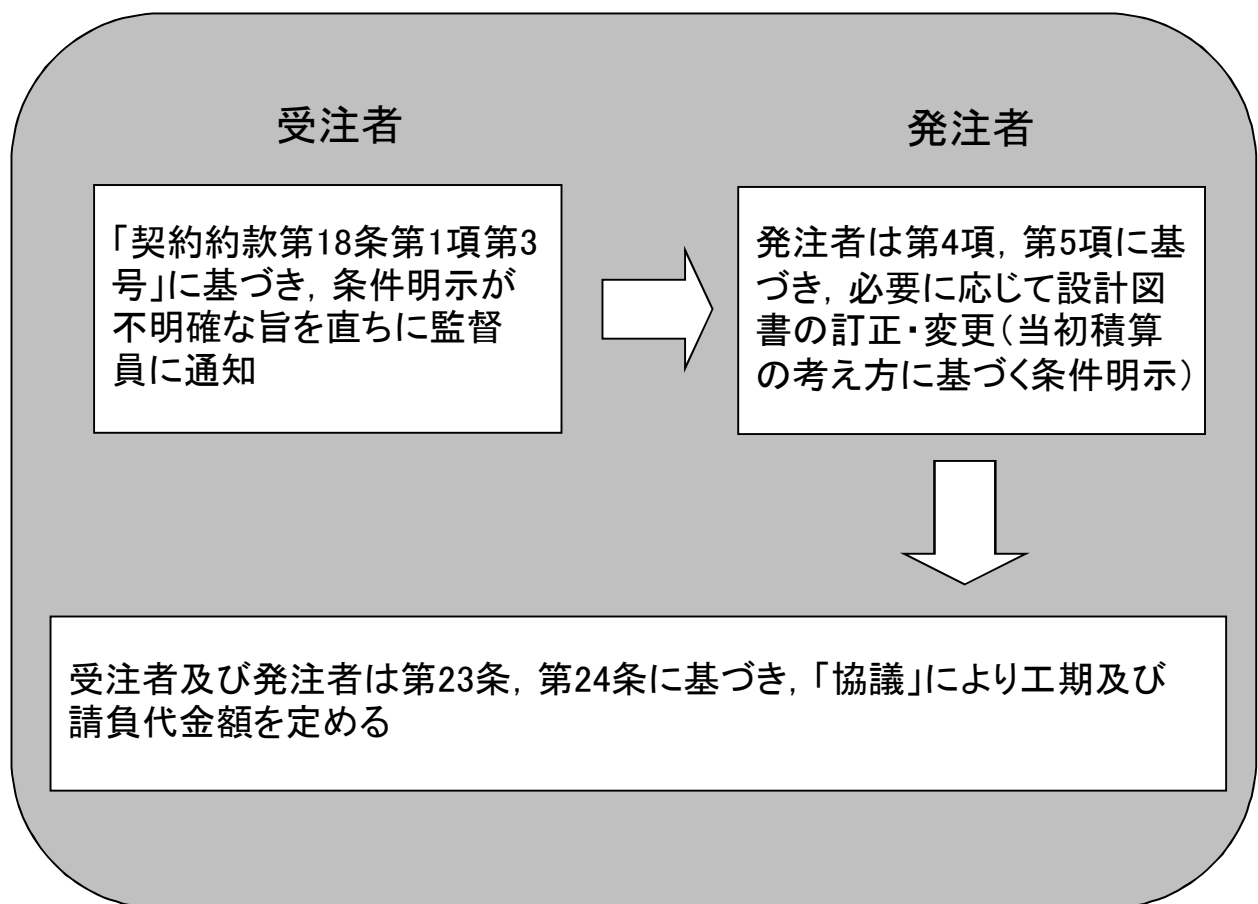 受注者
発注者
「契約約款第18条第1項第3
号」に基づき，条件明示が
不明確な旨を直ちに監督
員に通知
発注者は第4項，第5項に基
づき，必要に応じて設計図
書の訂正・変更（当初積算
の考え方に基づく条件明示）
受注者及び発注者は第23条，第24条に基づき，「協議」により工期及び
請負代金額を定める